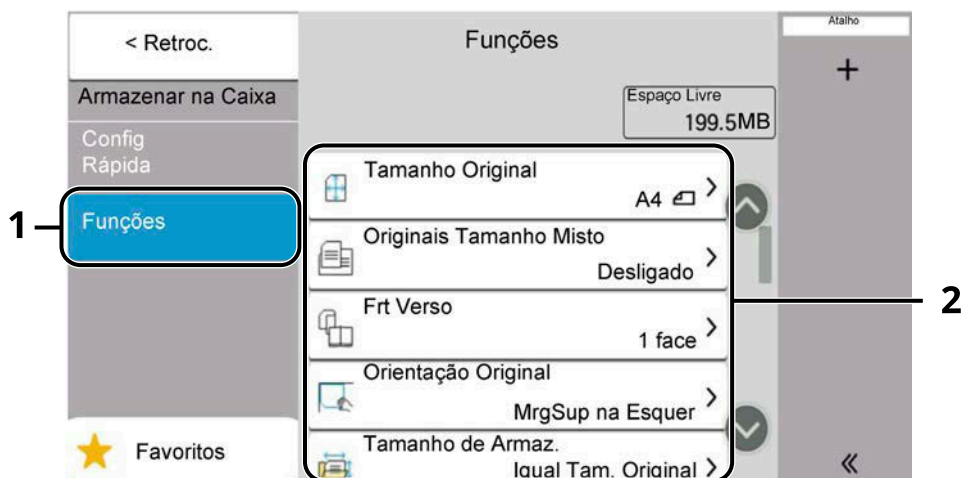 < Retroc.
Funções
Atalho
+
Armazenar na Caixa
Espaço Livre
199.5MB
Config
Rápida
Funções
1
2
Tamanho Original
A4
Originais Tamanho Misto
Desligado
Frt Verso
1 face
Orientação Original
MrgSup na Esquer
Tamanho de Armaz.
Igual Tam. Original
Favoritos
«